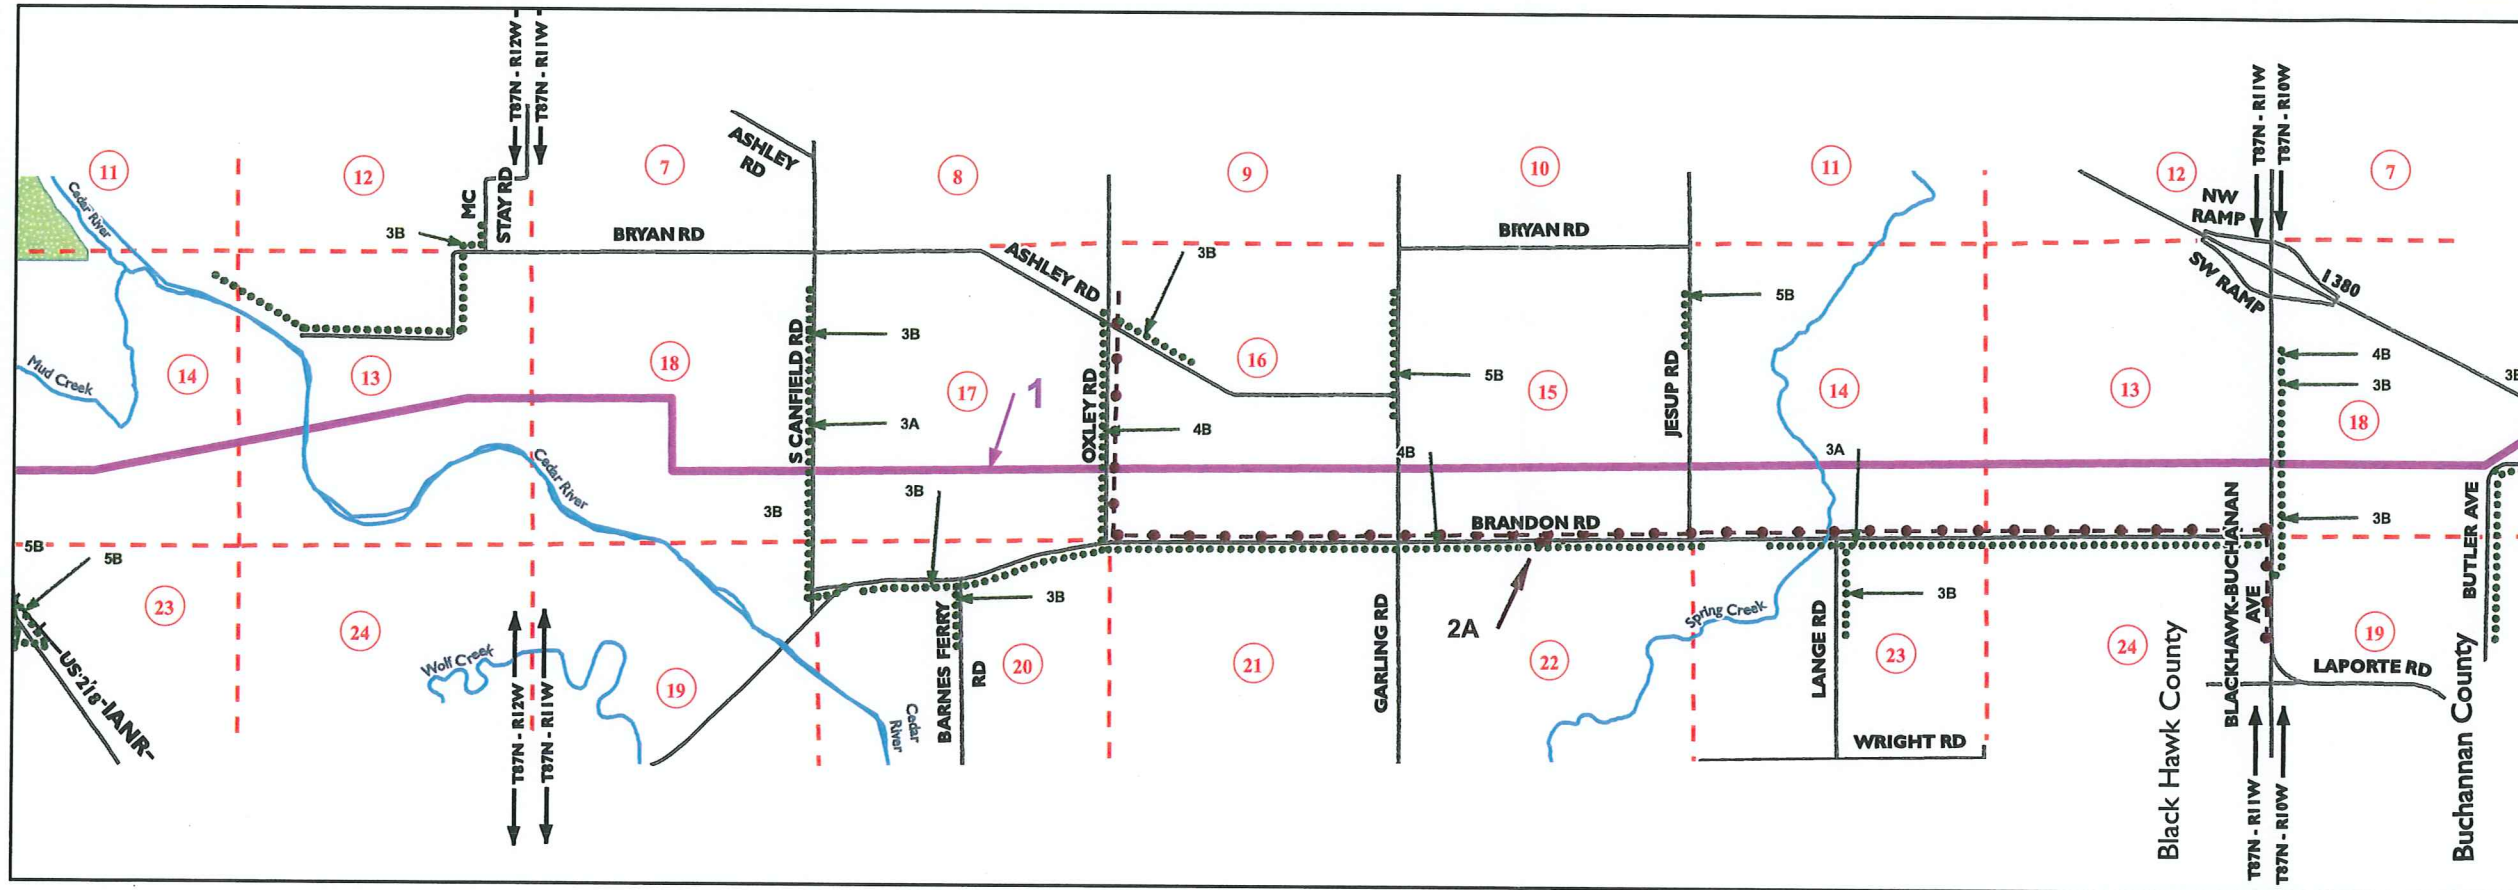 T87N - R12W
T87N - R11W
T87N - R11W
T87N - R10W
ASHLEY
RD
11
12
7
8
9
10
11
12
7
Cedar River
MC
STAY RD
3B
BRYAN RD
BRYAN RD
NW
RAMP
ASHLEY RD
3B
SW RAMP
I 380
5B
S CANFIELD RD
3B
Mud Creek
14
13
18
17
1
OXLEY RD
16
5B
15
JESUP RD
14
13
4B
3B
3B
18
3A
4B
4B
3A
Cedar River
3B
3B
BRANDON RD
3B
BLACKHAWK-BUCHANAN
AVE
BUTLER AVE
5B
5B
23
24
3B
2A
Spring Creek
3B
US-218-IANR-
Wolf Creek
19
BARNES FERRY
RD
20
21
GARLING RD
22
LANGE RD
23
24
19
LAPORTE RD
Cedar
River
WRIGHT RD
T87N - R12W
T87N - R11W
Black Hawk County
T87N - R11W
T87N - R10W
Buchannan County